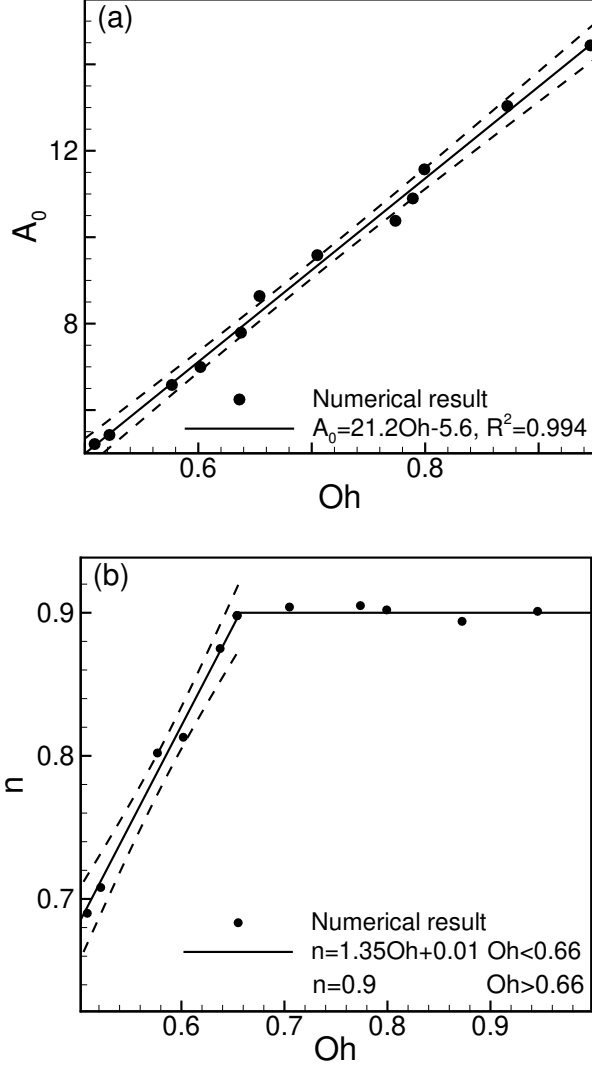 (a)
12
A₀
8
Numerical result
A₀=21.2Oh-5.6, R²=0.994
0.6 0.8
Oh
(b)
0.9
0.8
n
0.7
Numerical result
n=1.35Oh+0.01 Oh<0.66
n=0.9 Oh>0.66
0.6 0.7 0.8 0.9
Oh